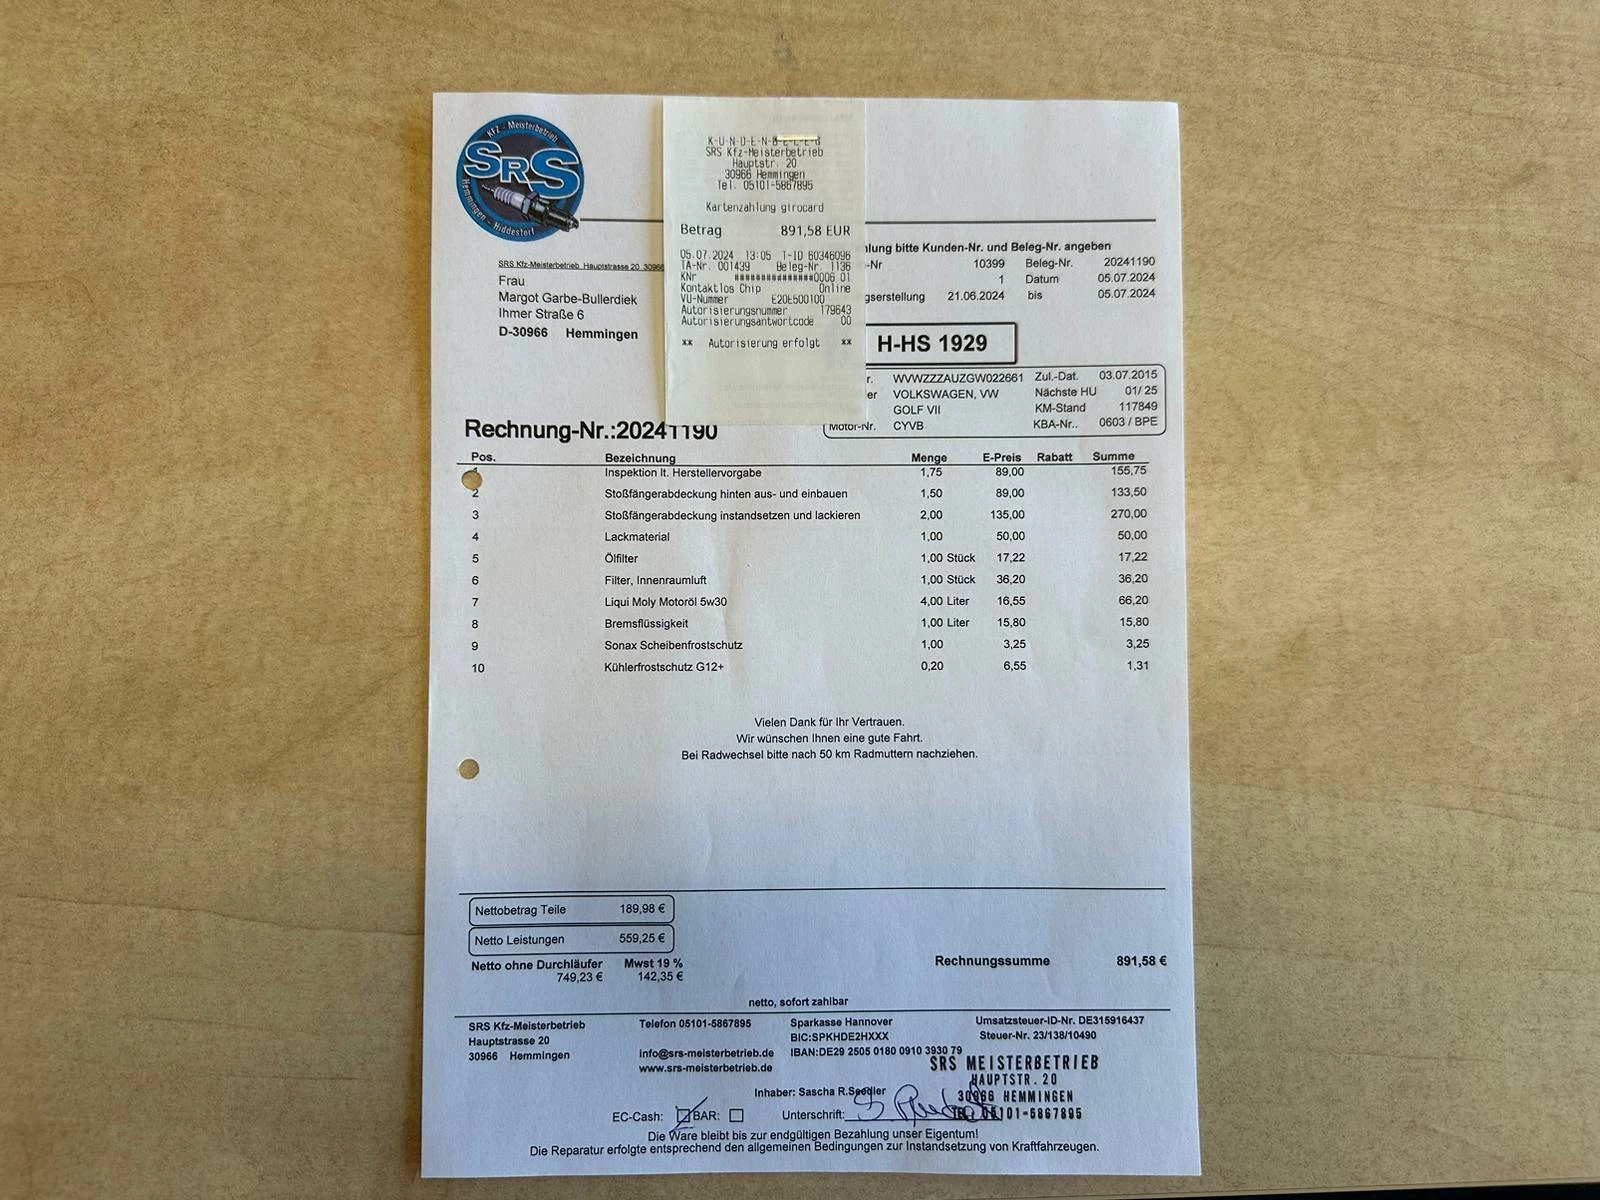 Kfz - Meisterbetrieb
SRS
Hemmingen - Hiddestorf
K-U-N-D-E-N-B-E-L-E-G
SRS Kfz-Meisterbetrieb
Hauptstr. 20
30966 Hemmingen
Tel. 05101-5867895
Kartenzahlung girocard
Betrag 891,58 EUR
05.07.2024 13:05 T-ID 60346096
TA-Nr. 001439 Beleg-Nr. 1136
KNr ##############0006 01
Kontaktlos Chip Online
VU-Nummer E20E500100
Autorisierungsnummer 179643
Autorisierungsantwortcode 00
** Autorisierung erfolgt **
hlung bitte Kunden-Nr. und Beleg-Nr. angeben
-Nr 10399 Beleg-Nr. 20241190
1 Datum 05.07.2024
gserstellung 21.06.2024 bis 05.07.2024
SRS Kfz-Meisterbetrieb Hauptstrasse 20 30966
Frau
Margot Garbe-Bullerdiek
Ihmer Straße 6
D-30966 Hemmingen
H-HS 1929
r. WVWZZZAUZGW022661 Zul.-Dat. 03.07.2015
er VOLKSWAGEN, VW Nächste HU 01/ 25
GOLF VII KM-Stand 117849
Motor-Nr. CYVB KBA-Nr.. 0603 / BPE
Rechnung-Nr.:20241190
Pos. Bezeichnung Menge E-Preis Rabatt Summe
1 Inspektion lt. Herstellervorgabe 1,75 89,00 155,75
2 Stoßfängerabdeckung hinten aus- und einbauen 1,50 89,00 133,50
3 Stoßfängerabdeckung instandsetzen und lackieren 2,00 135,00 270,00
4 Lackmaterial 1,00 50,00 50,00
5 Ölfilter 1,00 Stück 17,22 17,22
6 Filter, Innenraumluft 1,00 Stück 36,20 36,20
7 Liqui Moly Motoröl 5w30 4,00 Liter 16,55 66,20
8 Bremsflüssigkeit 1,00 Liter 15,80 15,80
9 Sonax Scheibenfrostschutz 1,00 3,25 3,25
10 Kühlerfrostschutz G12+ 0,20 6,55 1,31
Vielen Dank für Ihr Vertrauen.
Wir wünschen Ihnen eine gute Fahrt.
Bei Radwechsel bitte nach 50 km Radmuttern nachziehen.
Nettobetrag Teile 189,98 €
Netto Leistungen 559,25 €
Netto ohne Durchläufer Mwst 19 %
749,23 € 142,35 €
Rechnungssumme 891,58 €
netto, sofort zahlbar
SRS Kfz-Meisterbetrieb
Hauptstrasse 20
30966 Hemmingen
Telefon 05101-5867895
info@srs-meisterbetrieb.de
www.srs-meisterbetrieb.de
Sparkasse Hannover
BIC:SPKHDE2HXXX
IBAN:DE29 2505 0180 0910 3930 79
Umsatzsteuer-ID-Nr. DE315916437
Steuer-Nr. 23/138/10490
SRS MEISTERBETRIEB
HAUPTSTR. 20
30966 HEMMINGEN
TEL. 05101-5867895
Inhaber: Sascha R.Seedler
EC-Cash: BAR: Unterschrift:
Die Ware bleibt bis zur endgültigen Bezahlung unser Eigentum!
Die Reparatur erfolgte entsprechend den allgemeinen Bedingungen zur Instandsetzung von Kraftfahrzeugen.